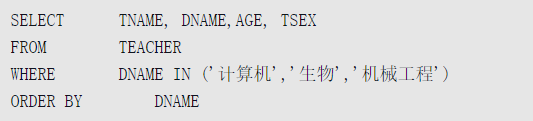 SELECT TNAME, DNAME,AGE, TSEX
FROM TEACHER
WHERE DNAME IN ('计算机','生物','机械工程')
ORDER BY DNAME